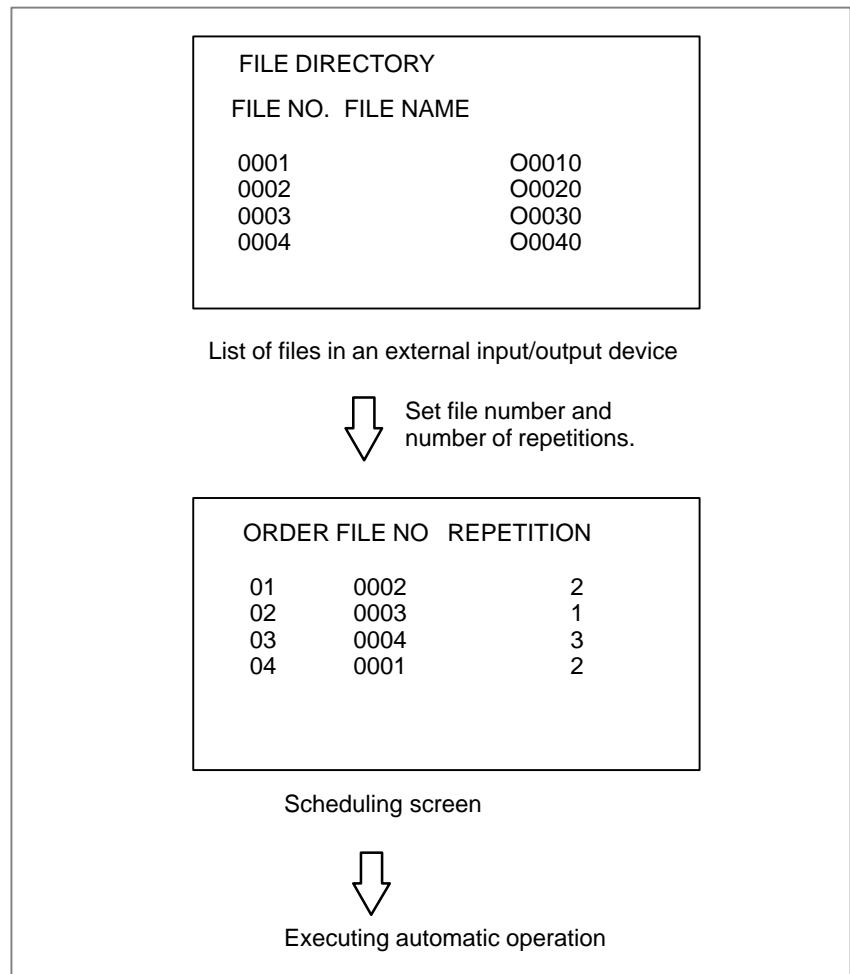 FILE DIRECTORY
FILE NO. FILE NAME
0001 O0010
0002 O0020
0003 O0030
0004 O0040
List of files in an external input/output device
Set file number and
number of repetitions.
ORDER FILE NO REPETITION
01 0002 2
02 0003 1
03 0004 3
04 0001 2
Scheduling screen
Executing automatic operation